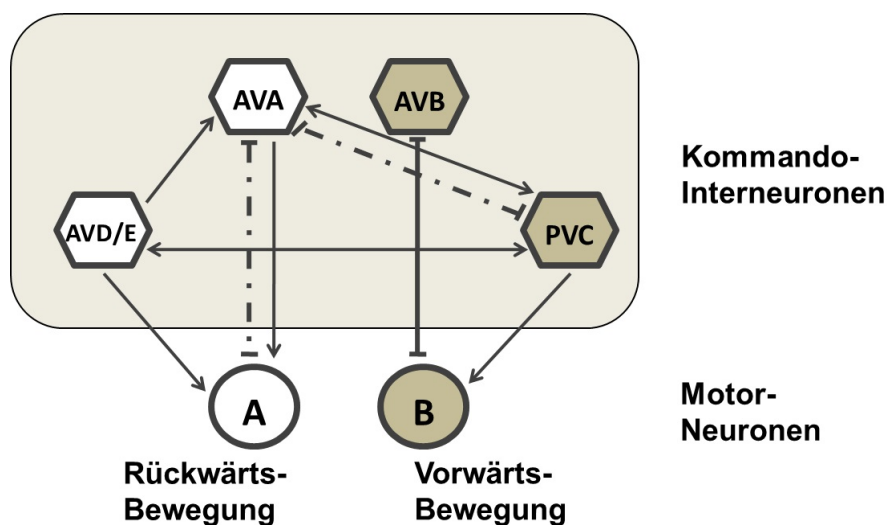 AVA
AVB
Kommando-
Interneuronen
AVD/E
PVC
A
B
Motor-
Neuronen
Rückwärts-
Bewegung
Vorwärts-
Bewegung